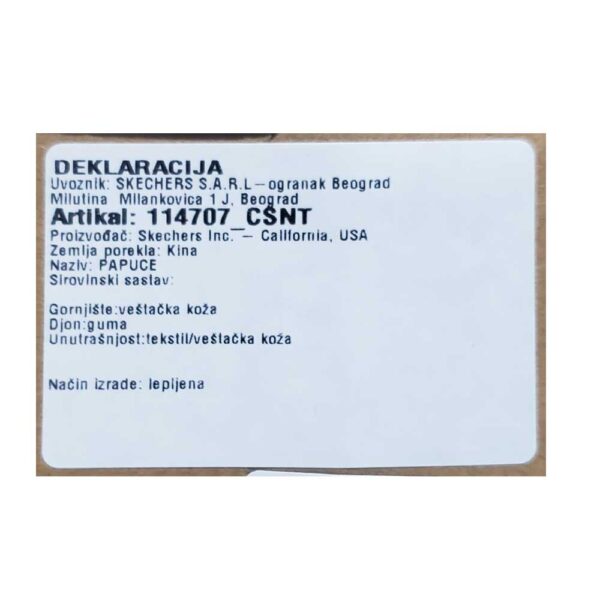 DEKLARACIJA
Uvoznik: SKECHERS S.A.R.L-ogranak Beograd
Milutina Milankovica 1 J, Beograd
Artikal: 114707_CSNT
Proizvođač: Skechers Inc. - California, USA
Zemlja porekla: Kina
Naziv: PAPUCE
Sirovinski sastav:
Gornjište:veštačka koža
Djon:guma
Unutrašnjost:tekstil/veštačka koža
Način izrade: lepljena